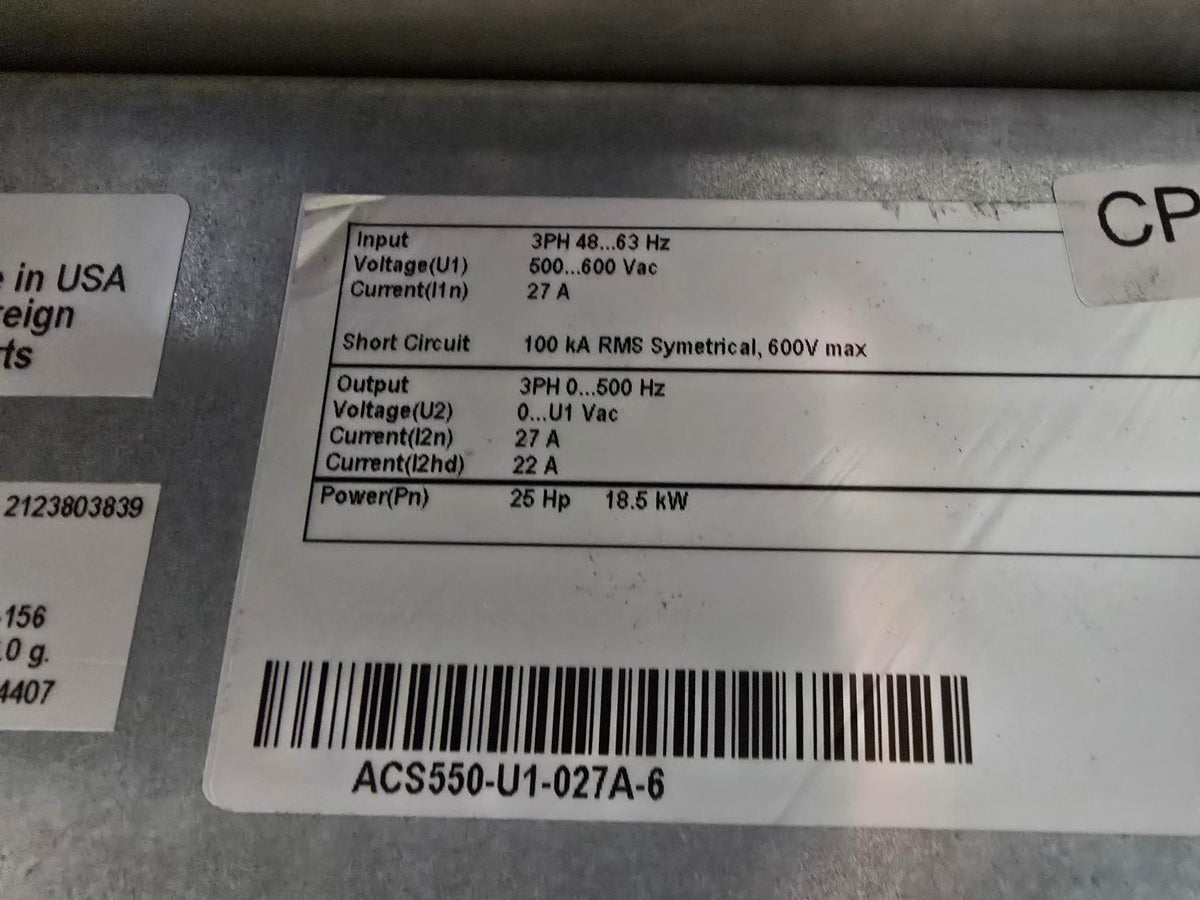 in USA
reign
rts
2123803839
-156
.0 g.
4407
CP
Input 3PH 48...63 Hz
Voltage(U1) 500...600 Vac
Current(I1n) 27 A
Short Circuit 100 kA RMS Symetrical, 600V max
Output 3PH 0...500 Hz
Voltage(U2) 0...U1 Vac
Current(I2n) 27 A
Current(I2hd) 22 A
Power(Pn) 25 Hp 18.5 kW
ACS550-U1-027A-6